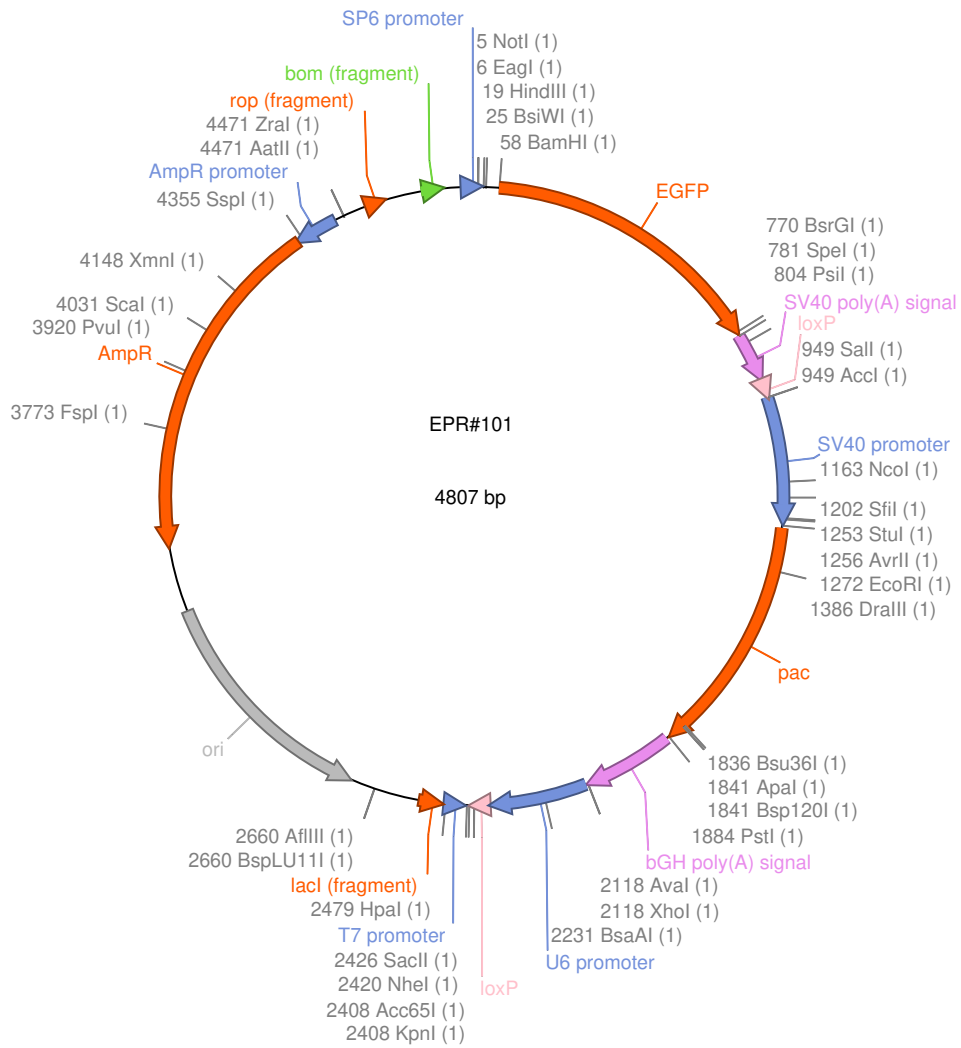 SP6 promoter
5 NotI (1)
6 EagI (1)
19 HindIII (1)
25 BsiWI (1)
58 BamHI (1)
bom (fragment)
rop (fragment)
4471 ZraI (1)
4471 AatII (1)
AmpR promoter
4355 SspI (1)
4148 XmnI (1)
4031 ScaI (1)
3920 PvuI (1)
AmpR
3773 FspI (1)
EGFP
770 BsrGI (1)
781 SpeI (1)
804 PsiI (1)
SV40 poly(A) signal
loxP
949 SalI (1)
949 AccI (1)
EPR#101
4807 bp
SV40 promoter
1163 NcoI (1)
1202 SfiI (1)
1253 StuI (1)
1256 AvrII (1)
1272 EcoRI (1)
1386 DraIII (1)
pac
ori
1836 Bsu36I (1)
1841 ApaI (1)
1841 Bsp120I (1)
1884 PstI (1)
bGH poly(A) signal
2118 AvaI (1)
2118 XhoI (1)
2231 BsaAI (1)
U6 promoter
2660 AflIII (1)
2660 BspLU11I (1)
lacI (fragment)
2479 HpaI (1)
T7 promoter
2426 SacII (1)
2420 NheI (1)
loxP
2408 Acc65I (1)
2408 KpnI (1)